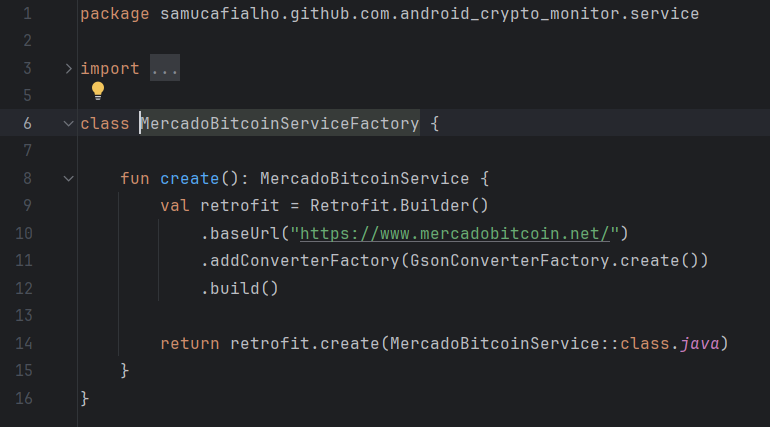 1 package samucafialho.github.com.android_crypto_monitor.service
2
3 import ...
5
6 class MercadoBitcoinServiceFactory {
7
8     fun create(): MercadoBitcoinService {
9         val retrofit = Retrofit.Builder()
10             .baseUrl("https://www.mercadobitcoin.net/")
11             .addConverterFactory(GsonConverterFactory.create())
12             .build()
13
14         return retrofit.create(MercadoBitcoinService::class.java)
15     }
16 }